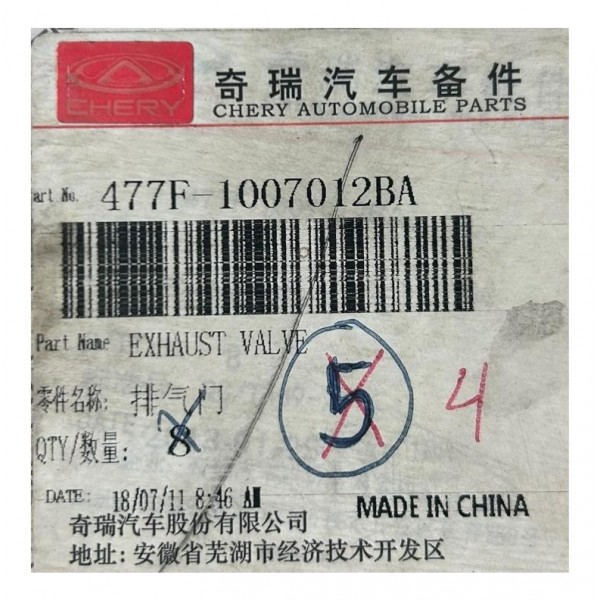 CHERY
奇瑞汽车备件
CHERY AUTOMOBILE PARTS
art No. 477F-1007012BA
Part Name EXHAUST VALVE
零件名称: 排气门
5 4
QTY/数量: 8
DATE: 18/07/11 8:46 AM
MADE IN CHINA
奇瑞汽车股份有限公司
地址: 安徽省芜湖市经济技术开发区